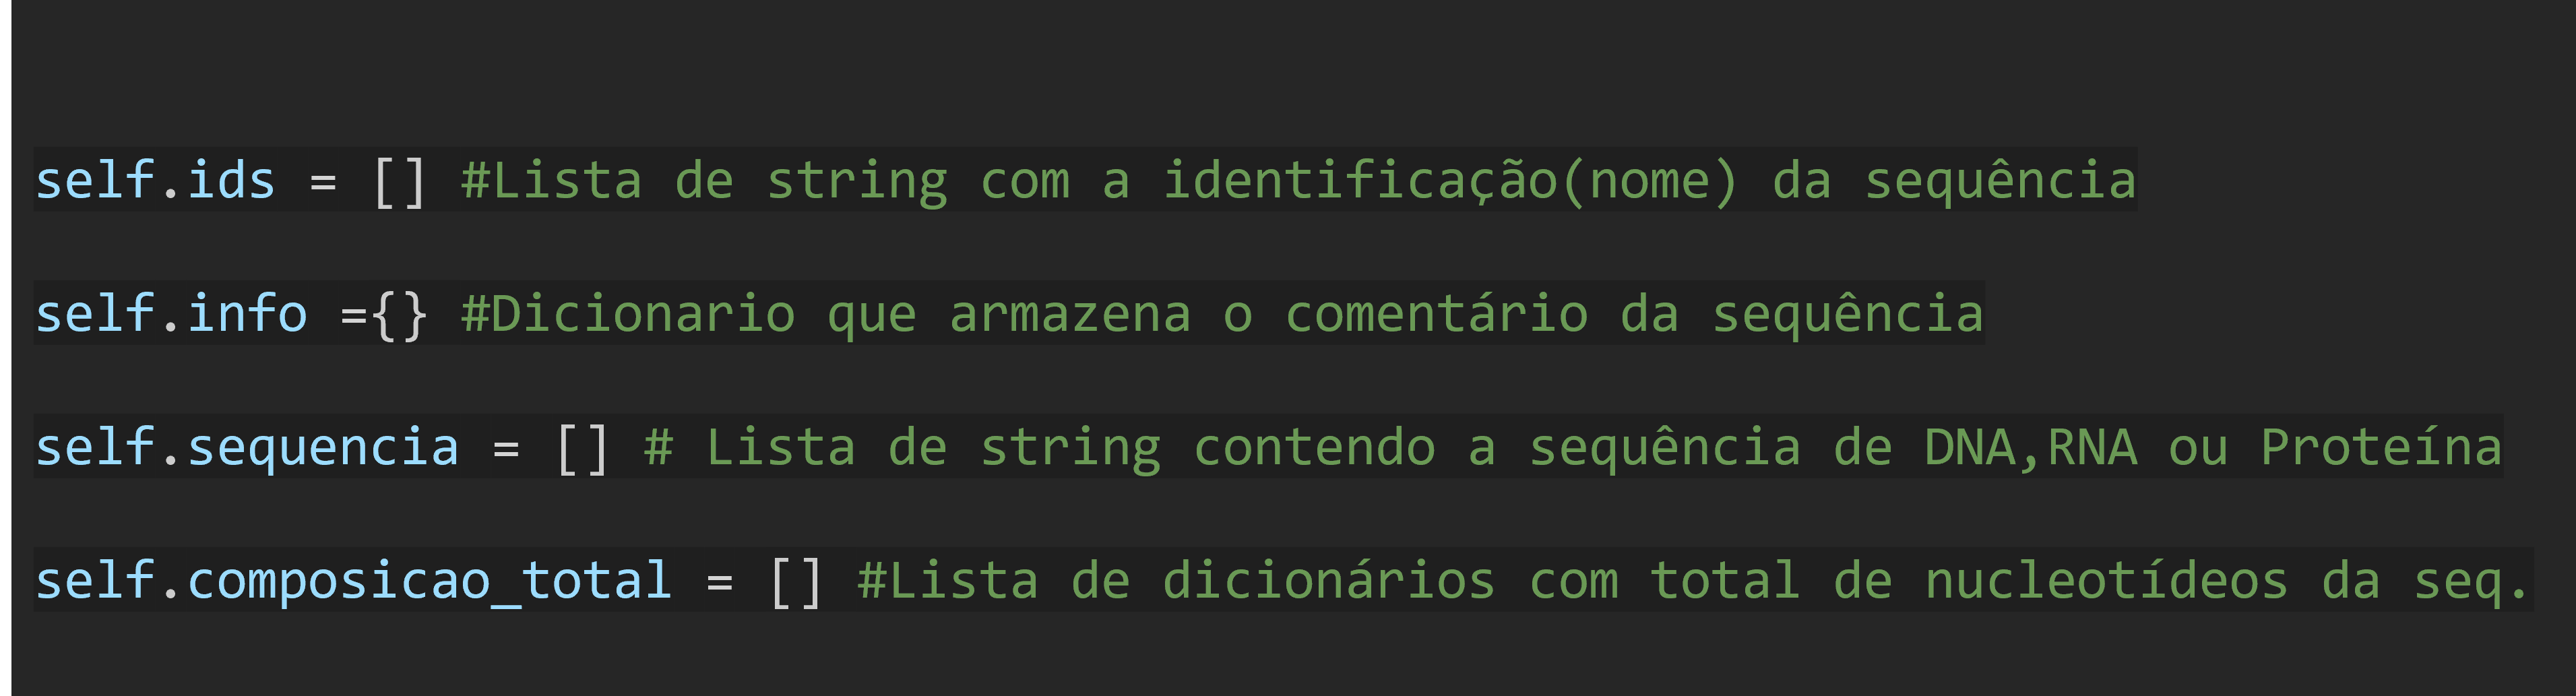 self.ids = [] #Lista de string com a identificação(nome) da sequência
self.info ={} #Dicionario que armazena o comentário da sequência
self.sequencia = [] # Lista de string contendo a sequência de DNA,RNA ou Proteína
self.composicao_total = [] #Lista de dicionários com total de nucleotídeos da seq.